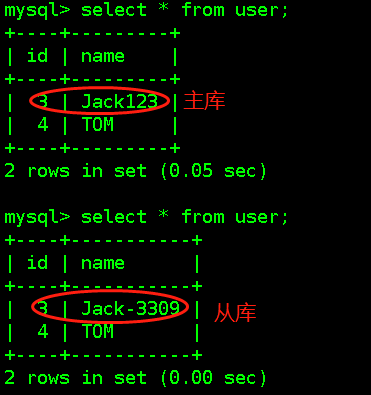 mysql> select * from user;
+----+---------+
| id | name    |
+----+---------+
|  3 | Jack123 | 主库
|  4 | TOM     |
+----+---------+
2 rows in set (0.05 sec)
mysql> select * from user;
+----+-----------+
| id | name      |
+----+-----------+
|  3 | Jack-3309 | 从库
|  4 | TOM       |
+----+-----------+
2 rows in set (0.00 sec)